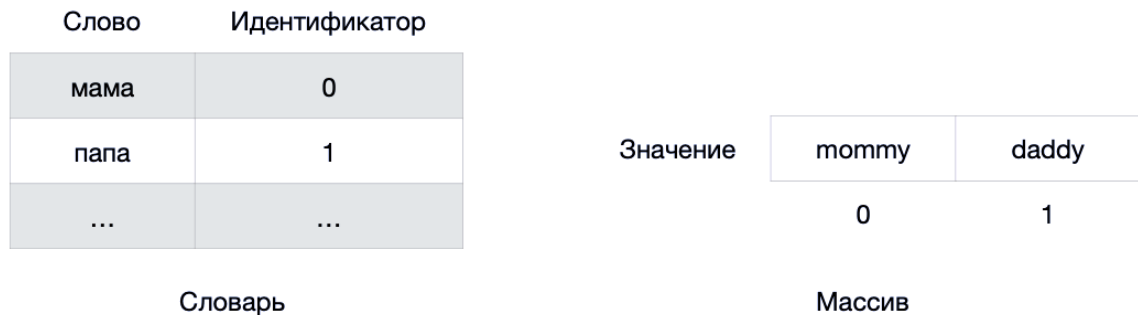 Слово Идентификатор
мама 0
папа 1
... ...
Словарь
Значение mommy daddy
0 1
Массив